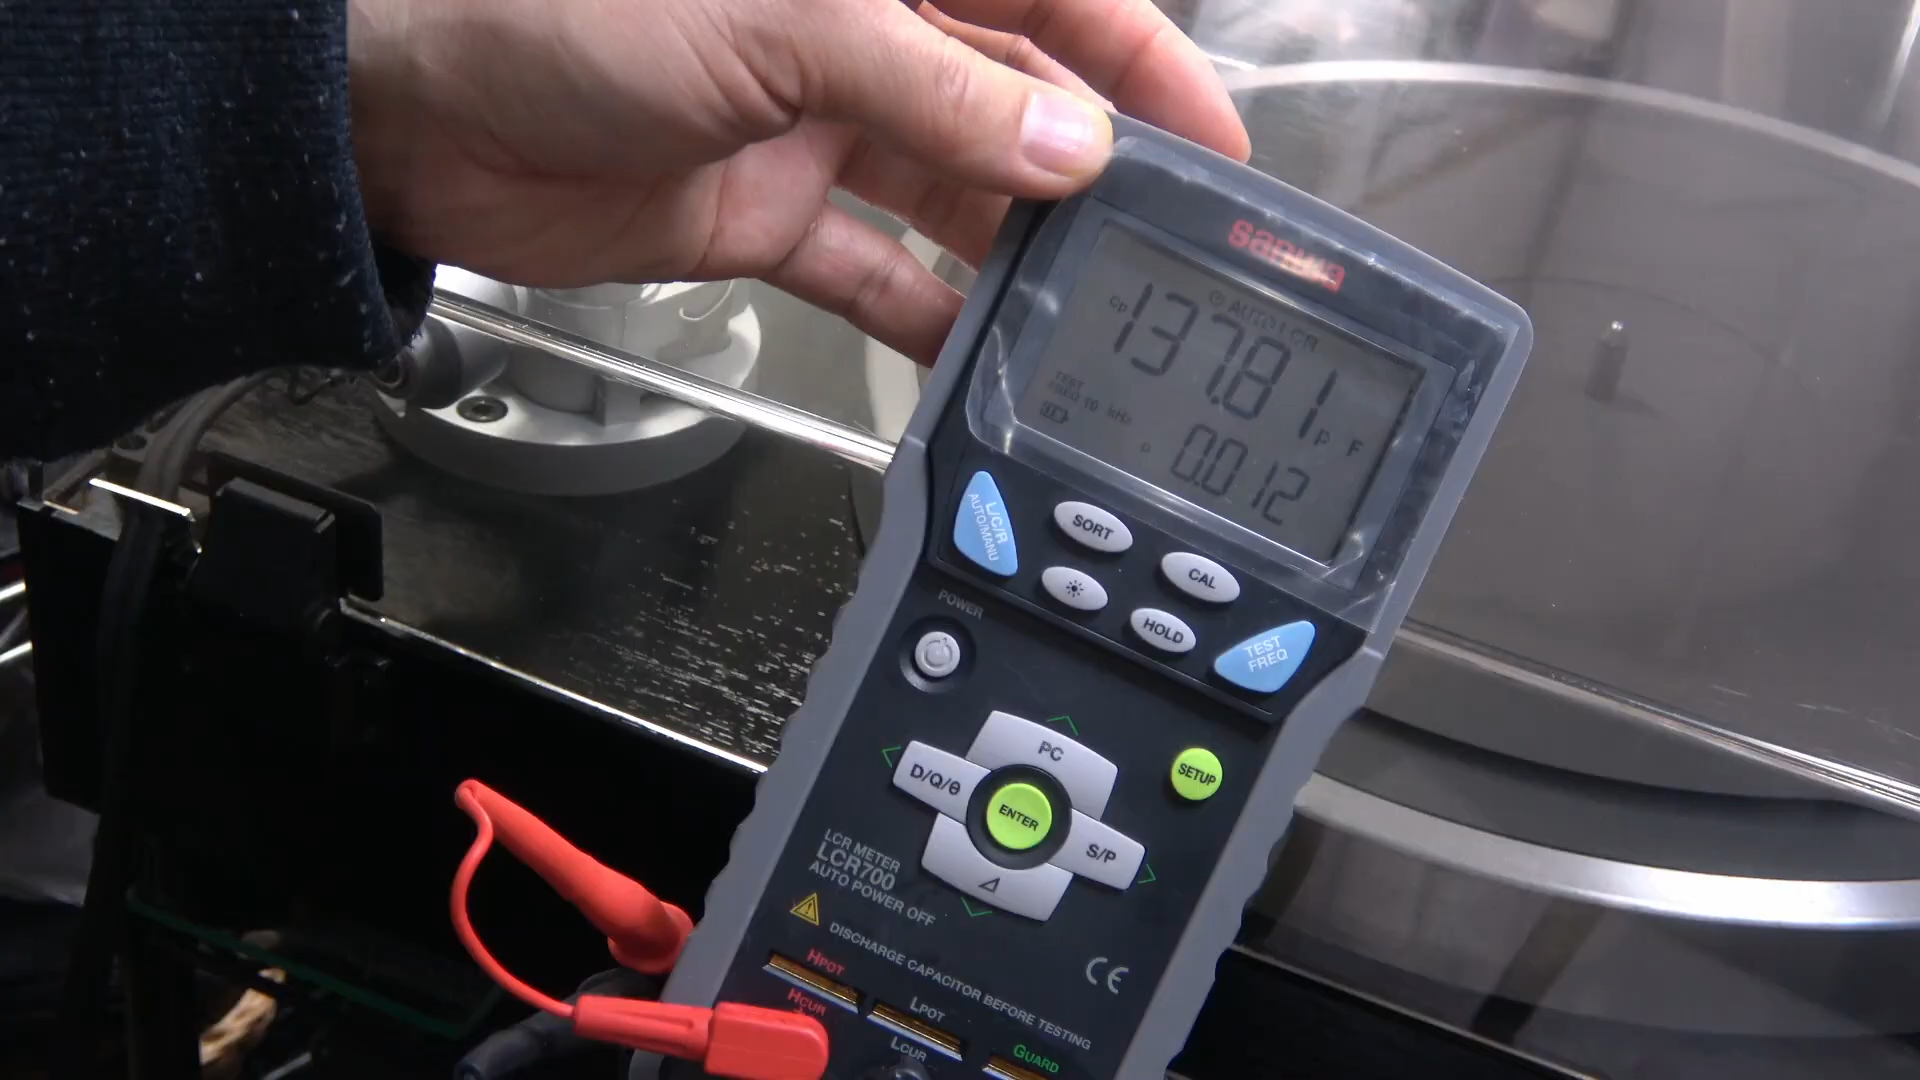 sanwa
AUTO LCR
Cp 137.81 p F
TEST
FREQ 10 kHz
D 0.012
L/C/R
AUTO/MANU
SORT
CAL
HOLD
TEST
FREQ
POWER
PC
D/Q/θ
ENTER
S/P
SETUP
LCR METER
LCR700
AUTO POWER OFF
DISCHARGE CAPACITOR BEFORE TESTING
CE
HPOT
HCUR
LPOT
LCUR
GUARD